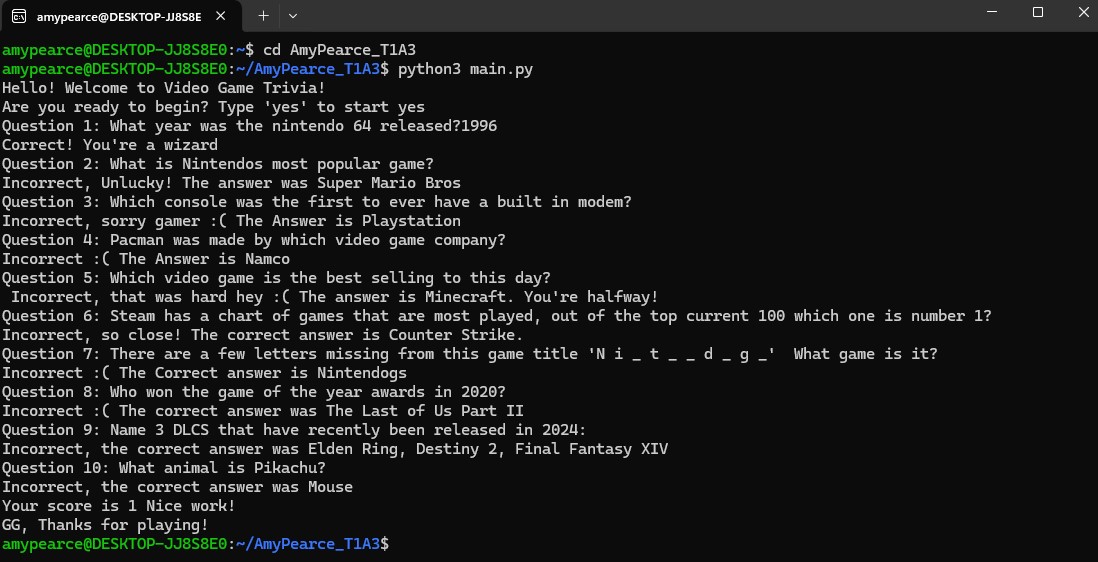 amypearce@DESKTOP-JJ8S8E
amypearce@DESKTOP-JJ8S8E0:~$ cd AmyPearce_T1A3
amypearce@DESKTOP-JJ8S8E0:~/AmyPearce_T1A3$ python3 main.py
Hello! Welcome to Video Game Trivia!
Are you ready to begin? Type 'yes' to start yes
Question 1: What year was the nintendo 64 released?1996
Correct! You're a wizard
Question 2: What is Nintendos most popular game?
Incorrect, Unlucky! The answer was Super Mario Bros
Question 3: Which console was the first to ever have a built in modem?
Incorrect, sorry gamer :( The Answer is Playstation
Question 4: Pacman was made by which video game company?
Incorrect :( The Answer is Namco
Question 5: Which video game is the best selling to this day?
 Incorrect, that was hard hey :( The answer is Minecraft. You're halfway!
Question 6: Steam has a chart of games that are most played, out of the top current 100 which one is number 1?
Incorrect, so close! The correct answer is Counter Strike.
Question 7: There are a few letters missing from this game title 'N i _ t _ _ d _ g _'  What game is it?
Incorrect :( The Correct answer is Nintendogs
Question 8: Who won the game of the year awards in 2020?
Incorrect :( The correct answer was The Last of Us Part II
Question 9: Name 3 DLCS that have recently been released in 2024:
Incorrect, the correct answer was Elden Ring, Destiny 2, Final Fantasy XIV
Question 10: What animal is Pikachu?
Incorrect, the correct answer was Mouse
Your score is 1 Nice work!
GG, Thanks for playing!
amypearce@DESKTOP-JJ8S8E0:~/AmyPearce_T1A3$